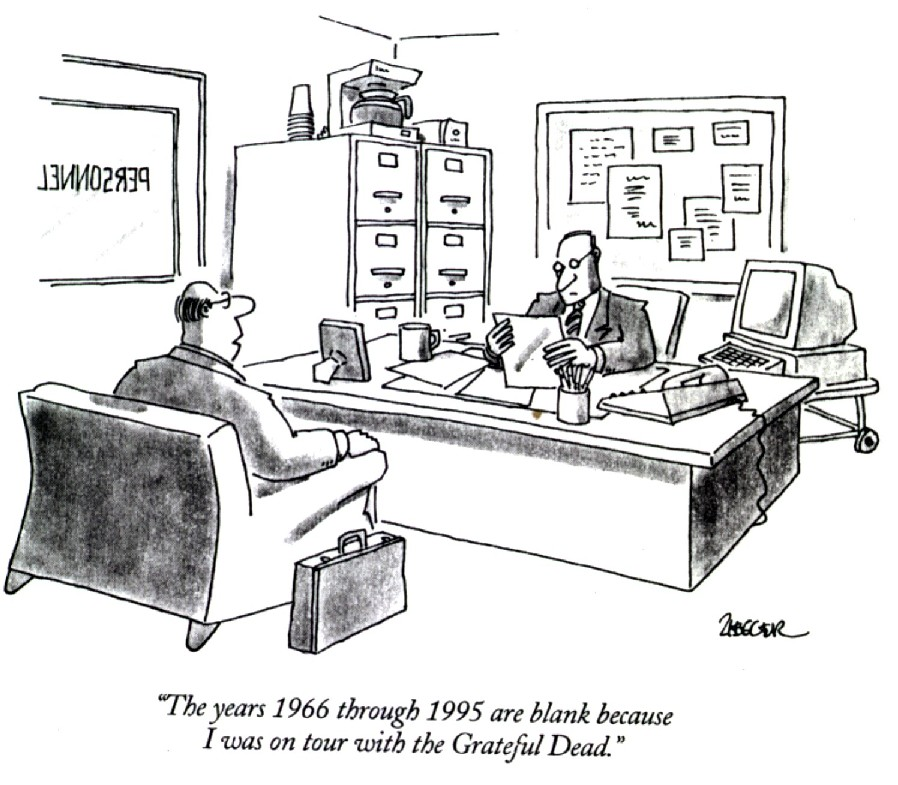 PERSONNEL
ZIEGLER
“The years 1966 through 1995 are blank because
I was on tour with the Grateful Dead.”